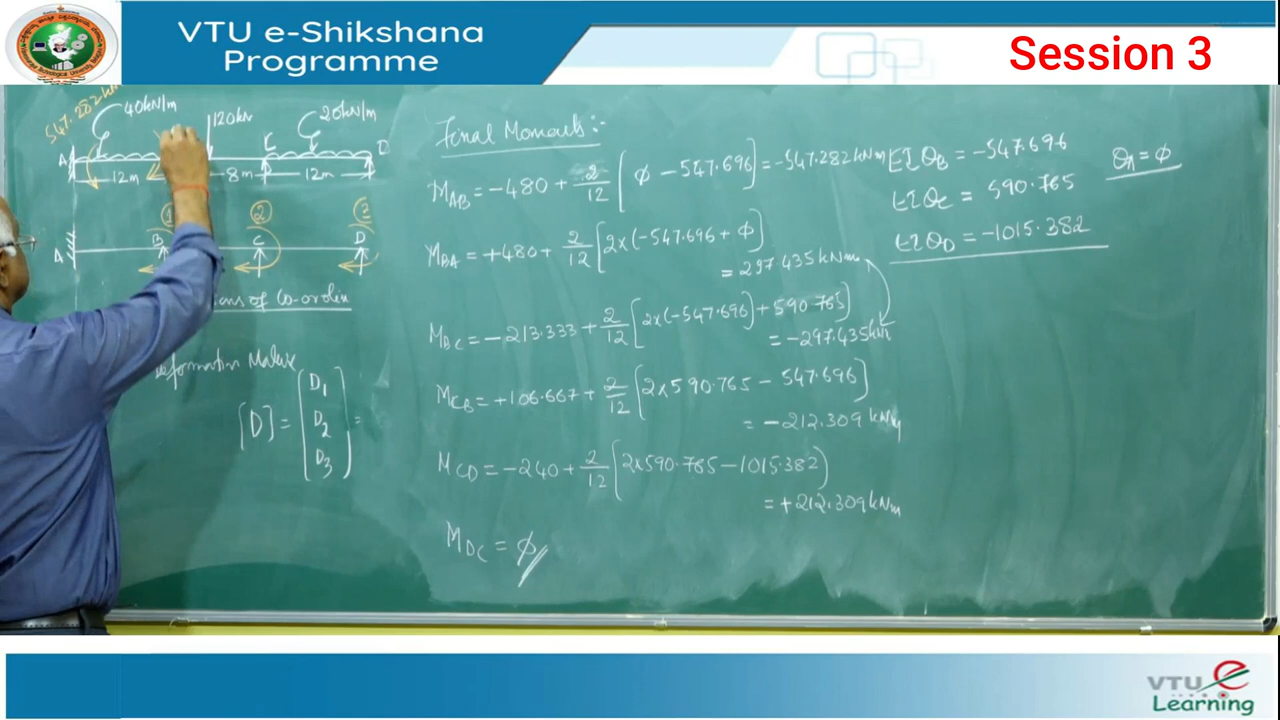 VTU e-Shikshana
Programme
Session 3
547.282
40kN/m
120kN
20kN/m
A
C
D
12m
8m
12m
1
2
3
A
B
C
D
of Co-ordin
Deformation Matrix
[D] = [D1 D2 D3] =
Final Moments :-
MAB = -480 + 2/12 [φ - 547.696] = -547.282 kNm
MBA = +480 + 2/12 [2x(-547.696 + φ]
= 297.435 kNm
MBC = -213.333 + 2/12 [2x(-547.696) + 590.765]
= -297.435 kN
MCB = +106.667 + 2/12 [2x590.765 - 547.696]
= -212.309 kNm
MCD = -240 + 2/12 [2x590.765 - 1015.382]
= +212.309 kNm
MDC = φ
EIθB = -547.696
EIθC = 590.765
EIθD = -1015.382
θA = φ
VTU e
Learning